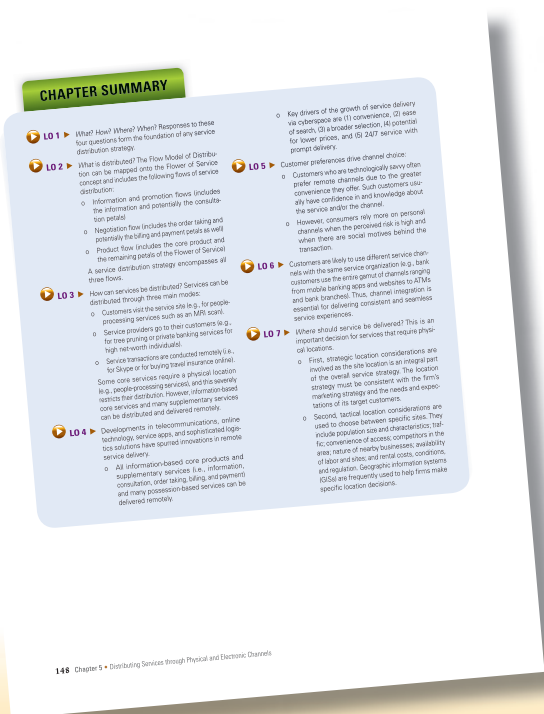 CHAPTER SUMMARY
LO 1 ► What? How? Where? When? Responses to these
four questions form the foundation of any service
distribution strategy.
LO 2 ► What is distributed? The Flow Model of Distribu-
tion can be mapped onto the Flower of Service
concept and includes the following flows of service
distribution:
o Information and promotion flows (includes
the information and potentially the consulta-
tion petals)
o Negotiation flow (includes the order taking and
potentially the billing and payment petals as well)
o Product flow (includes the core product and
the remaining petals of the Flower of Service)
A service distribution strategy encompasses all
three flows.
LO 3 ► How can services be distributed? Services can be
distributed through three main modes:
o Customers visit the service site (e.g., for people-
processing services such as an MRI scan).
o Service providers go to their customers (e.g.,
for tree pruning or private banking services for
high net-worth individuals).
o Service transactions are conducted remotely (i.e.,
for Skype or for buying travel insurance online).
Some core services require a physical location
(e.g., people-processing services), and this severely
restricts their distribution. However, information-based
core services and many supplementary services
can be distributed and delivered remotely.
LO 4 ► Developments in telecommunications, online
technology, service apps, and sophisticated logis-
tics solutions have spurred innovations in remote
service delivery.
o All information-based core products and
supplementary services (i.e., information,
consultation, order taking, billing, and payment)
and many possession-based services can be
delivered remotely.
o Key drivers of the growth of service delivery
via cyberspace are (1) convenience, (2) ease
of search, (3) a broader selection, (4) potential
for lower prices, and (5) 24/7 service with
prompt delivery.
LO 5 ► Customer preferences drive channel choice:
o Customers who are technologically savvy often
prefer remote channels due to the greater
convenience they offer. Such customers usu-
ally have confidence in and knowledge about
the service and/or the channel.
o However, consumers rely more on personal
channels when the perceived risk is high and
when there are social motives behind the
transaction.
LO 6 ► Customers are likely to use different service chan-
nels with the same service organization (e.g., bank
customers use the entire gamut of channels ranging
from mobile banking apps and websites to ATMs
and bank branches). Thus, channel integration is
essential for delivering consistent and seamless
service experiences.
LO 7 ► Where should service be delivered? This is an
important decision for services that require physi-
cal locations.
o First, strategic location considerations are
involved as the site location is an integral part
of the overall service strategy. The location
strategy must be consistent with the firm's
marketing strategy and the needs and expec-
tations of its target customers.
o Second, tactical location considerations are
used to choose between specific sites. They
include population size and characteristics; traf-
fic; convenience of access; competitors in the
area; nature of nearby businesses; availability
of labor and sites; and rental costs, conditions,
and regulation. Geographic information systems
(GISs) are frequently used to help firms make
specific location decisions.
148 Chapter 5 • Distributing Services through Physical and Electronic Channels